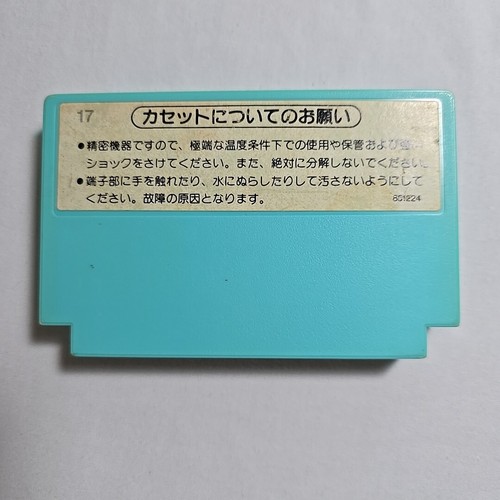 17
カセットについてのお願い
●精密機器ですので、極端な温度条件下での使用や保管および強い
ショックをさけてください。また、絶対に分解しないでください。
●端子部に手を触れたり、水にぬらしたりして汚さないようにして
ください。故障の原因となります。
851224